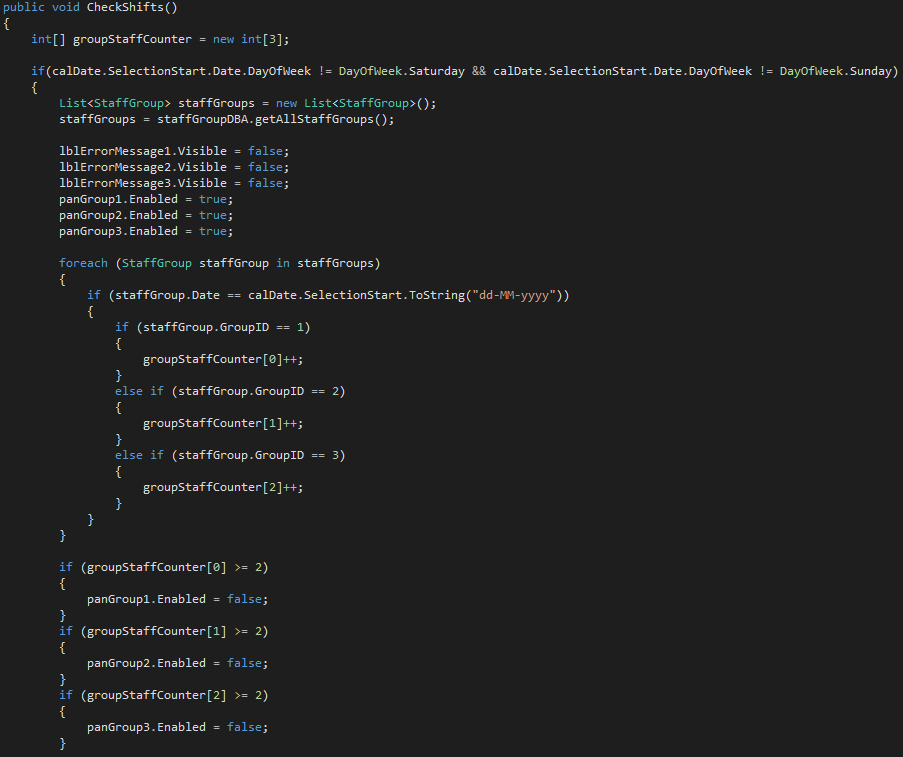 public void CheckShifts()
{
    int[] groupStaffCounter = new int[3];

    if(calDate.SelectionStart.Date.DayOfWeek != DayOfWeek.Saturday && calDate.SelectionStart.Date.DayOfWeek != DayOfWeek.Sunday)
    {
        List<StaffGroup> staffGroups = new List<StaffGroup>();
        staffGroups = staffGroupDBA.getAllStaffGroups();

        lblErrorMessage1.Visible = false;
        lblErrorMessage2.Visible = false;
        lblErrorMessage3.Visible = false;
        panGroup1.Enabled = true;
        panGroup2.Enabled = true;
        panGroup3.Enabled = true;

        foreach (StaffGroup staffGroup in staffGroups)
        {
            if (staffGroup.Date == calDate.SelectionStart.ToString("dd-MM-yyyy"))
            {
                if (staffGroup.GroupID == 1)
                {
                    groupStaffCounter[0]++;
                }
                else if (staffGroup.GroupID == 2)
                {
                    groupStaffCounter[1]++;
                }
                else if (staffGroup.GroupID == 3)
                {
                    groupStaffCounter[2]++;
                }
            }
        }

        if (groupStaffCounter[0] >= 2)
        {
            panGroup1.Enabled = false;
        }
        if (groupStaffCounter[1] >= 2)
        {
            panGroup2.Enabled = false;
        }
        if (groupStaffCounter[2] >= 2)
        {
            panGroup3.Enabled = false;
        }